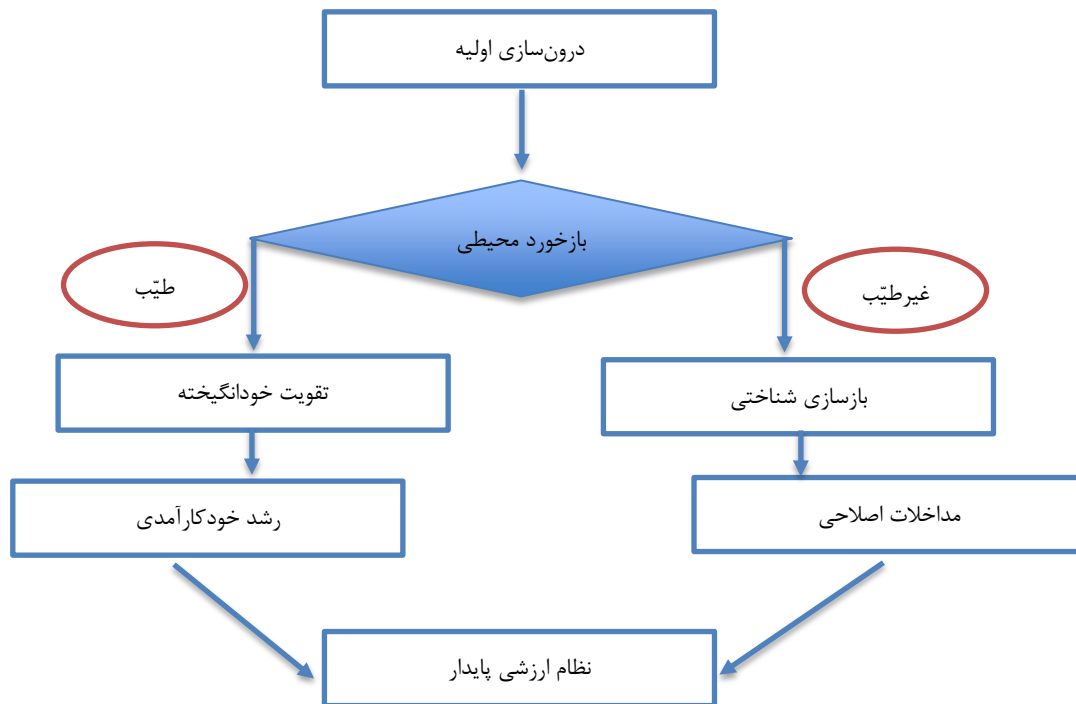 درون‌سازی اولیه
بازخورد محیطی
غیرطیّب
طیّب
بازسازی شناختی
تقویت خودانگیخته
مداخلات اصلاحی
رشد خودکارآمدی
نظام ارزشی پایدار